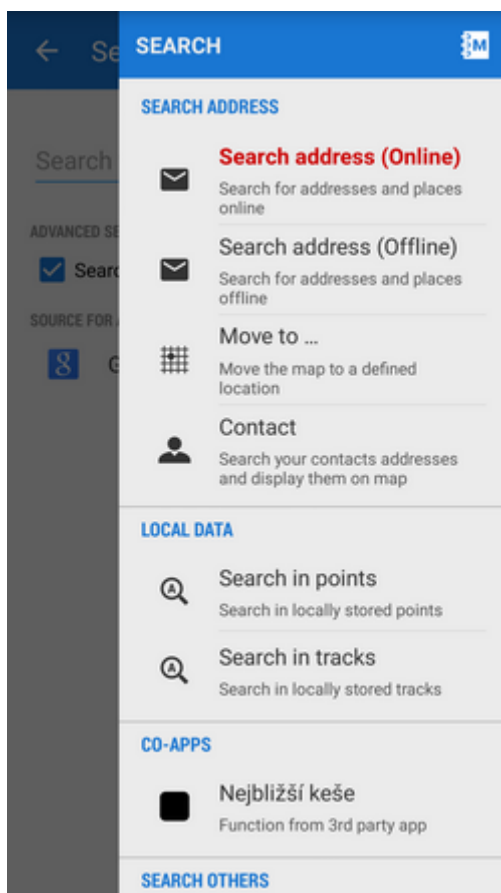 Se
SEARCH
M
SEARCH ADDRESS
Search
Search address (Online)
Search for addresses and places
online
ADVANCED SE
Searc
Search address (Offline)
Search for addresses and places
offline
SOURCE FOR A
G
Move to ...
Move the map to a defined
location
Contact
Search your contacts addresses
and display them on map
LOCAL DATA
A
Search in points
Search in locally stored points
A
Search in tracks
Search in locally stored tracks
CO-APPS
Nejbližší keše
Function from 3rd party app
SEARCH OTHERS